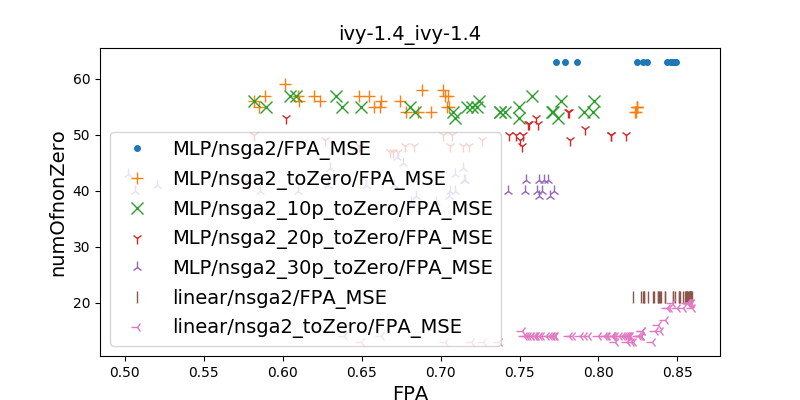 ivy-1.4_ivy-1.4
numOfnonZero
60
50
40
30
20
MLP/nsga2/FPA_MSE
MLP/nsga2_toZero/FPA_MSE
MLP/nsga2_10p_toZero/FPA_MSE
MLP/nsga2_20p_toZero/FPA_MSE
MLP/nsga2_30p_toZero/FPA_MSE
linear/nsga2/FPA_MSE
linear/nsga2_toZero/FPA_MSE
0.50 0.55 0.60 0.65 0.70 0.75 0.80 0.85
FPA